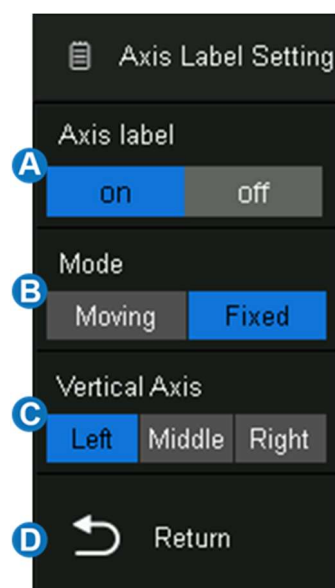 Axis Label Setting
Axis label
A
on off
Mode
B
Moving Fixed
Vertical Axis
C
Left Middle Right
D
Return